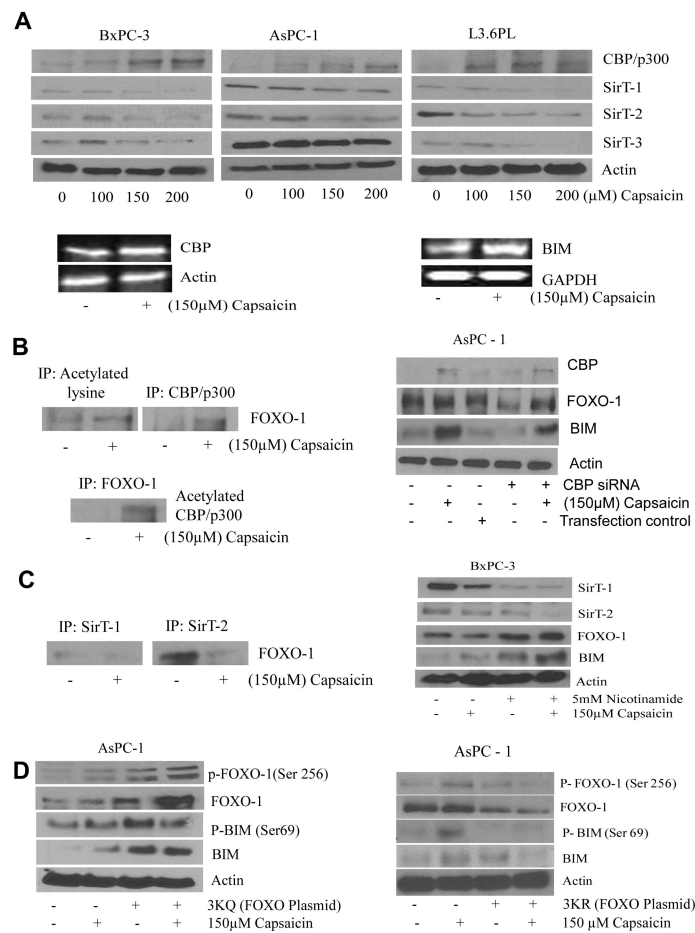 A
BxPC-3 AsPC-1 L3.6PL
CBP/p300
SirT-1
SirT-2
SirT-3
Actin
0 100 150 200 0 100 150 200 0 100 150 200 (µM) Capsaicin
CBP
Actin
- + (150µM) Capsaicin
BIM
GAPDH
- + (150µM) Capsaicin
B
IP: Acetylated
lysine
IP: CBP/p300
FOXO-1
- + - + (150µM) Capsaicin
IP: FOXO-1
Acetylated
CBP/p300
- + (150µM) Capsaicin
AsPC - 1
CBP
FOXO-1
BIM
Actin
- - - + + CBP siRNA
- + - - + (150µM) Capsaicin
- - + - - Transfection control
C
IP: SirT-1 IP: SirT-2
FOXO-1
- + - + (150µM) Capsaicin
BxPC-3
SirT-1
SirT-2
FOXO-1
BIM
Actin
- - + + 5mM Nicotinamide
- + - + 150µM Capsaicin
D
AsPC-1
p-FOXO-1(Ser 256)
FOXO-1
P-BIM (Ser69)
BIM
Actin
- - + + 3KQ (FOXO Plasmid)
- + - + 150µM Capsaicin
AsPC - 1
P- FOXO-1 (Ser 256)
FOXO-1
P- BIM (Ser 69)
BIM
Actin
- - + + 3KR (FOXO Plasmid)
- + - + 150 µM Capsaicin